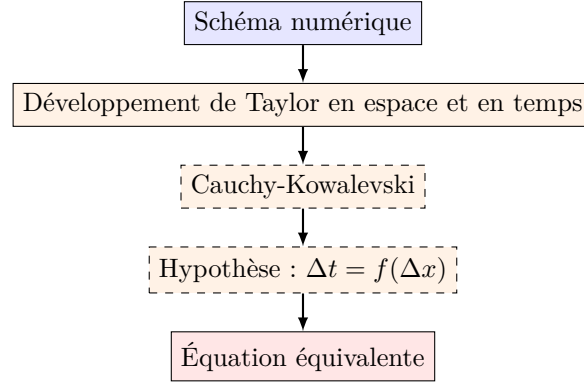 Schéma numérique
Développement de Taylor en espace et en temps
Cauchy-Kowalevski
Hypothèse : Δt = f(Δx)
Équation équivalente